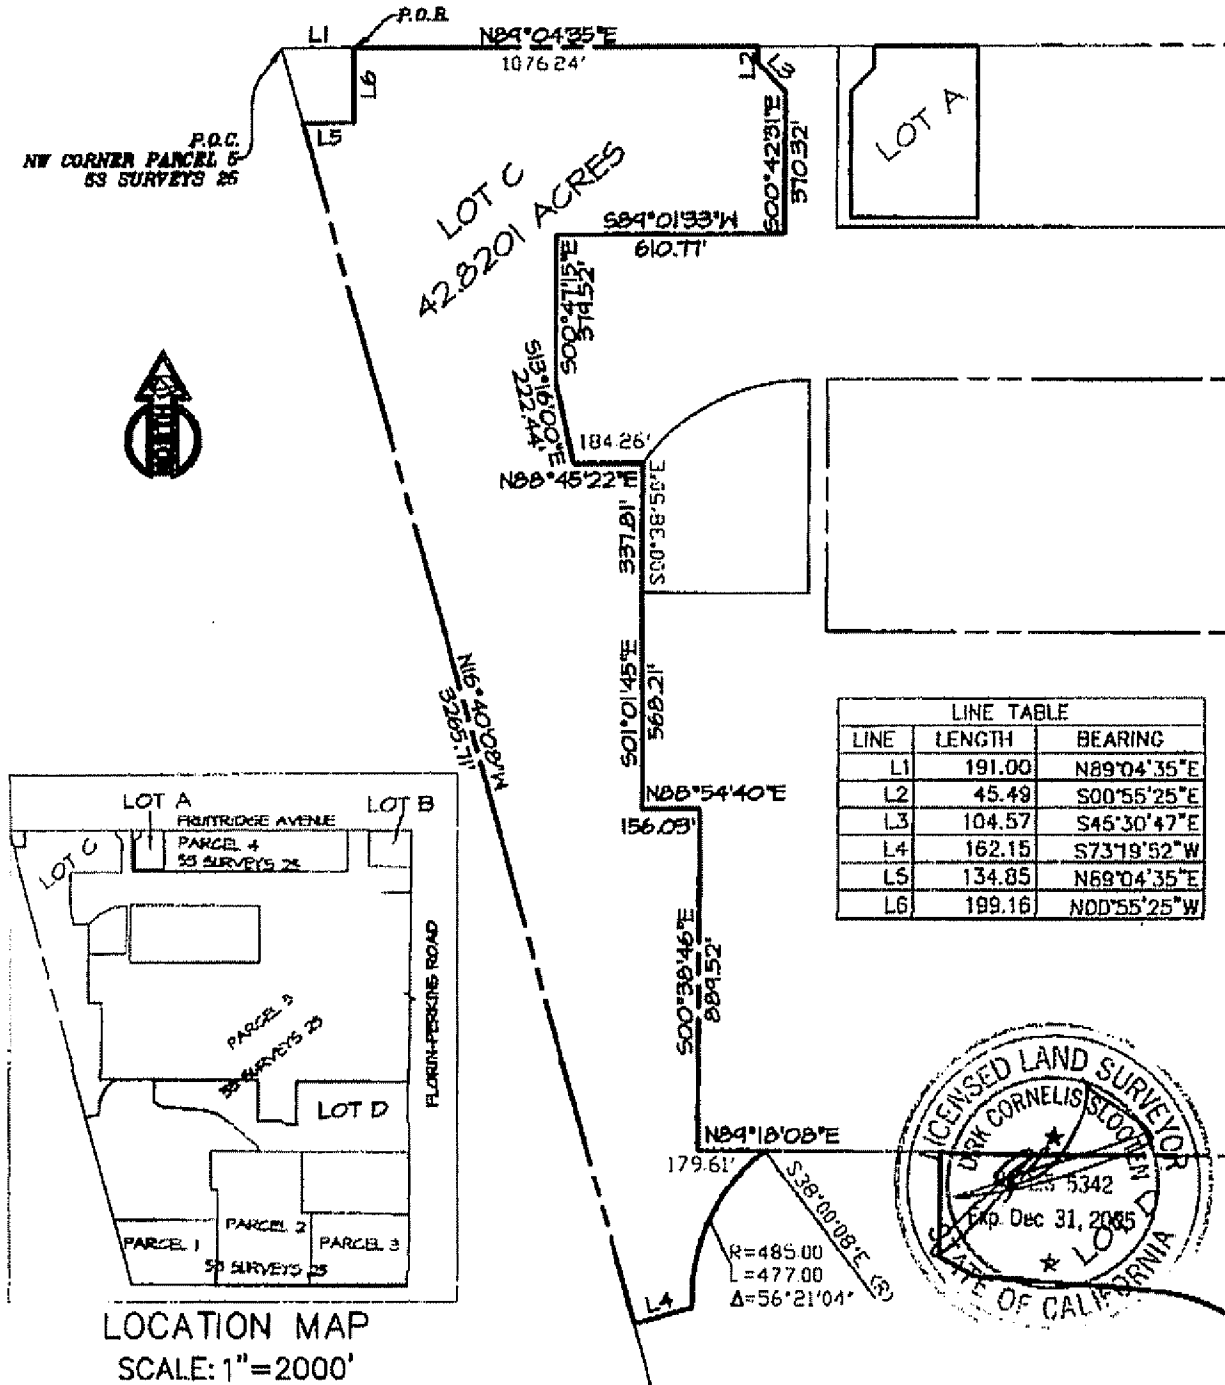 L1
P.O.B.
N89°04'35"E
1076.24'
L2
L3
L6
L5
P.O.C.
NW CORNER PARCEL 5
53 SURVEYS 25
LOT C
42.8201 ACRES
S00°42'31"E
370.32'
LOT A
S89°01'33"W
610.77'
S00°47'15"E
379.52'
S13°16'00"E
222.44'
184.26'
N88°45'22"E
NORTH
337.81'
S00°38'50"E
S01°01'45"E
568.21'
N16°40'08"W
3265.71'
N88°54'40"E
156.09'
S00°38'46"E
889.52'
N89°18'08"E
179.61'
S38°00'08"E (R)
R=485.00
L=477.00
Δ=56°21'04"
L4
LINE TABLE
LINE LENGTH BEARING
L1 191.00 N89°04'35"E
L2 45.49 S00°55'25"E
L3 104.57 S45°30'47"E
L4 162.15 S73°19'52"W
L5 134.85 N89°04'35"E
L6 199.16 N00°55'25"W
LOT A
LOT B
FRUITRIDGE AVENUE
PARCEL 4
53 SURVEYS 25
LOT C
FLORIN-PERKINS ROAD
PARCEL 5
53 SURVEYS 25
LOT D
PARCEL 1
PARCEL 2
PARCEL 3
53 SURVEYS 25
LOCATION MAP
SCALE: 1"=2000'
LICENSED LAND SURVEYOR
DIRK CORNELIS SLOOTEN
5342
Exp. Dec 31, 2005
LOT D
STATE OF CALIFORNIA